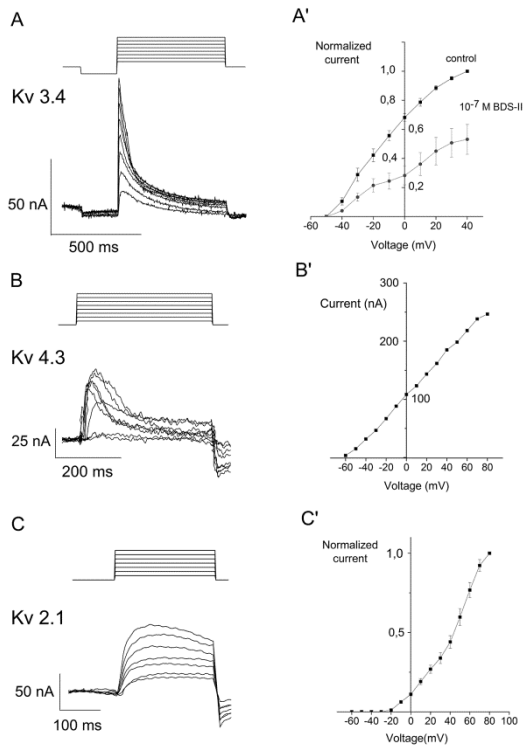 A
Kv 3.4
50 nA
500 ms
A'
Normalized
current
control
10-7 M BDS-II
1,0
0,8
0,6
0,4
0,2
-40 -20 0 20 40
Voltage (mV)
B
Kv 4.3
25 nA
200 ms
B'
Current (nA)
300
200
100
-60 -40 -20 0 20 40 60 80
Voltage (mV)
C
Kv 2.1
50 nA
100 ms
C'
Normalized
current
1,0
0,5
-60 -40 -20 0 20 40 60 80 100
Voltage(mV)